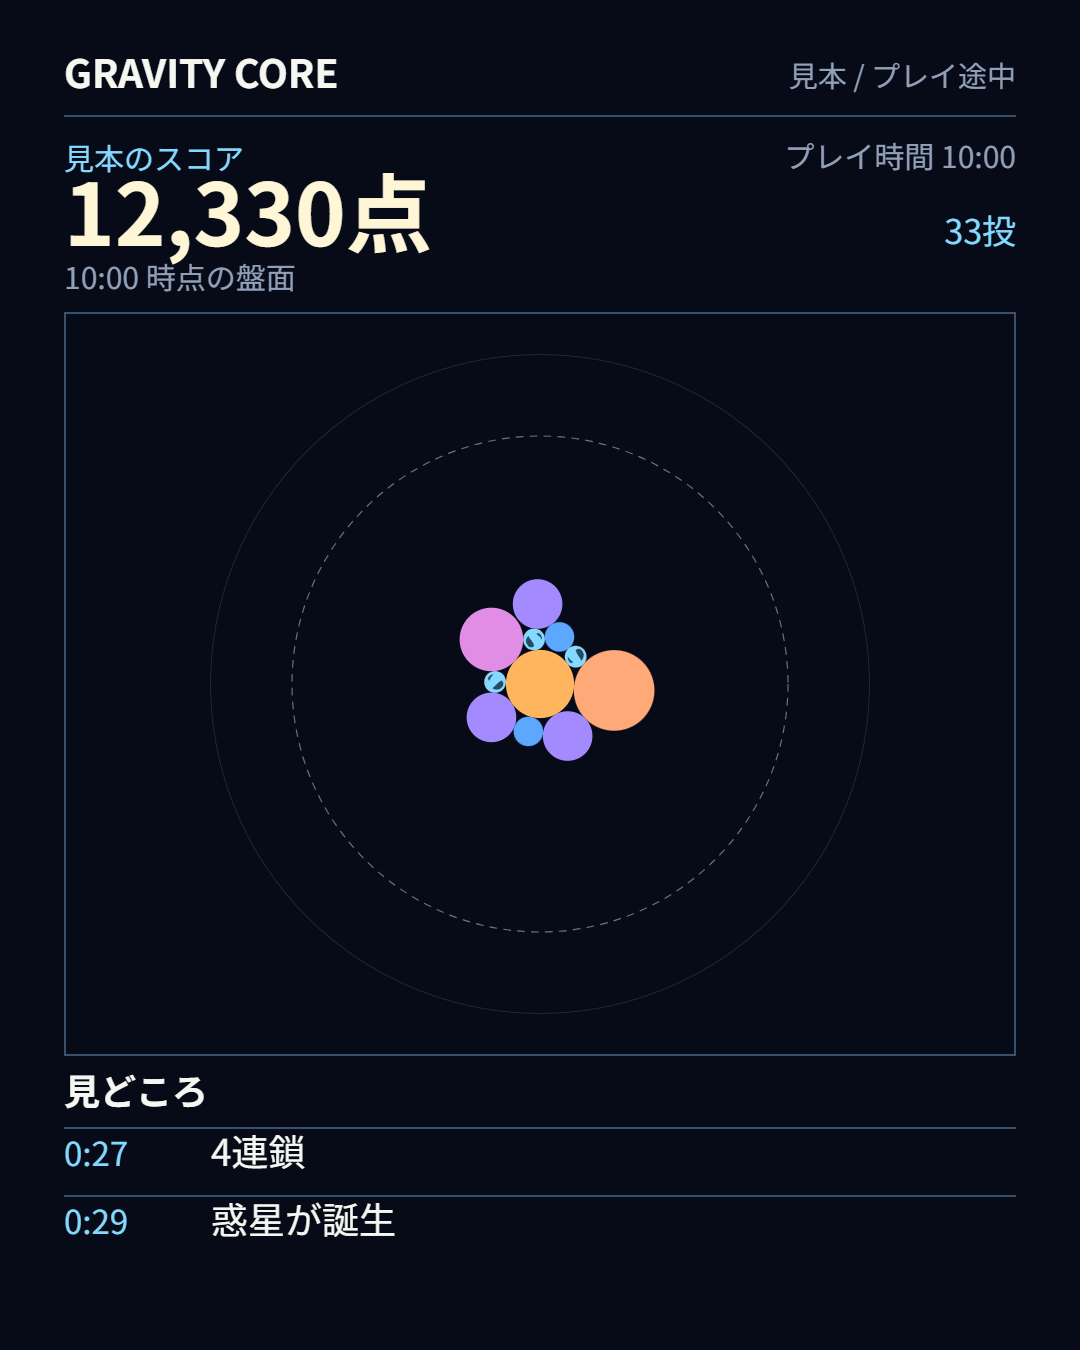 GRAVITY CORE
見本 / プレイ途中
見本のスコア
プレイ時間 10:00
12,330点
33投
10:00 時点の盤面
見どころ
0:27 4連鎖
0:29 惑星が誕生